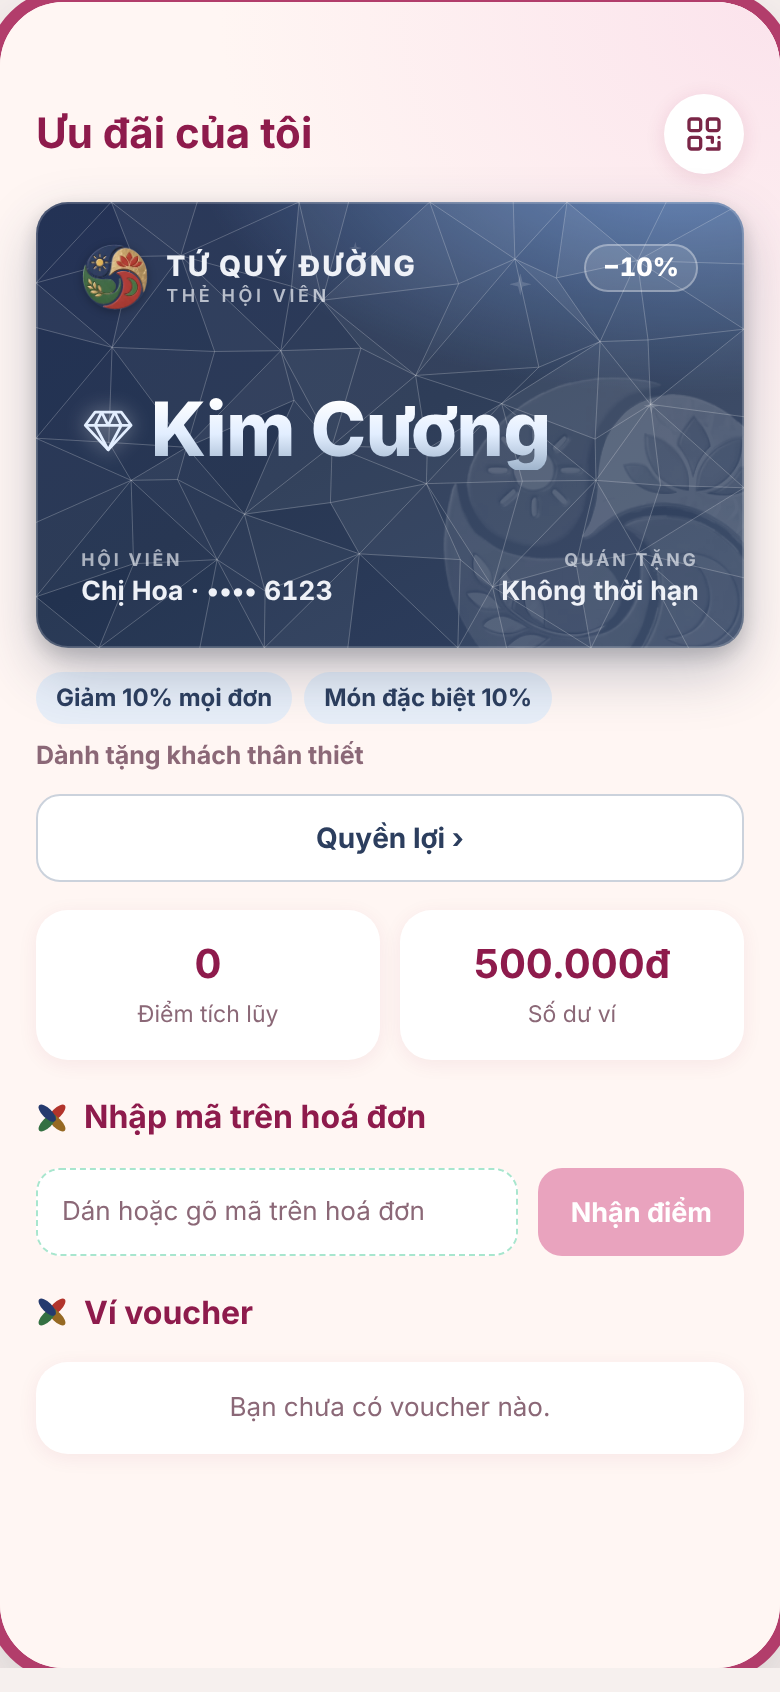 Ưu đãi của tôi
TỨ QUÝ ĐƯỜNG
THẺ HỘI VIÊN
−10%
Kim Cương
HỘI VIÊN
Chị Hoa · •••• 6123
QUÁN TẶNG
Không thời hạn
Giảm 10% mọi đơn
Món đặc biệt 10%
Dành tặng khách thân thiết
Quyền lợi ›
0
Điểm tích lũy
500.000đ
Số dư ví
Nhập mã trên hoá đơn
Dán hoặc gõ mã trên hoá đơn
Nhận điểm
Ví voucher
Bạn chưa có voucher nào.